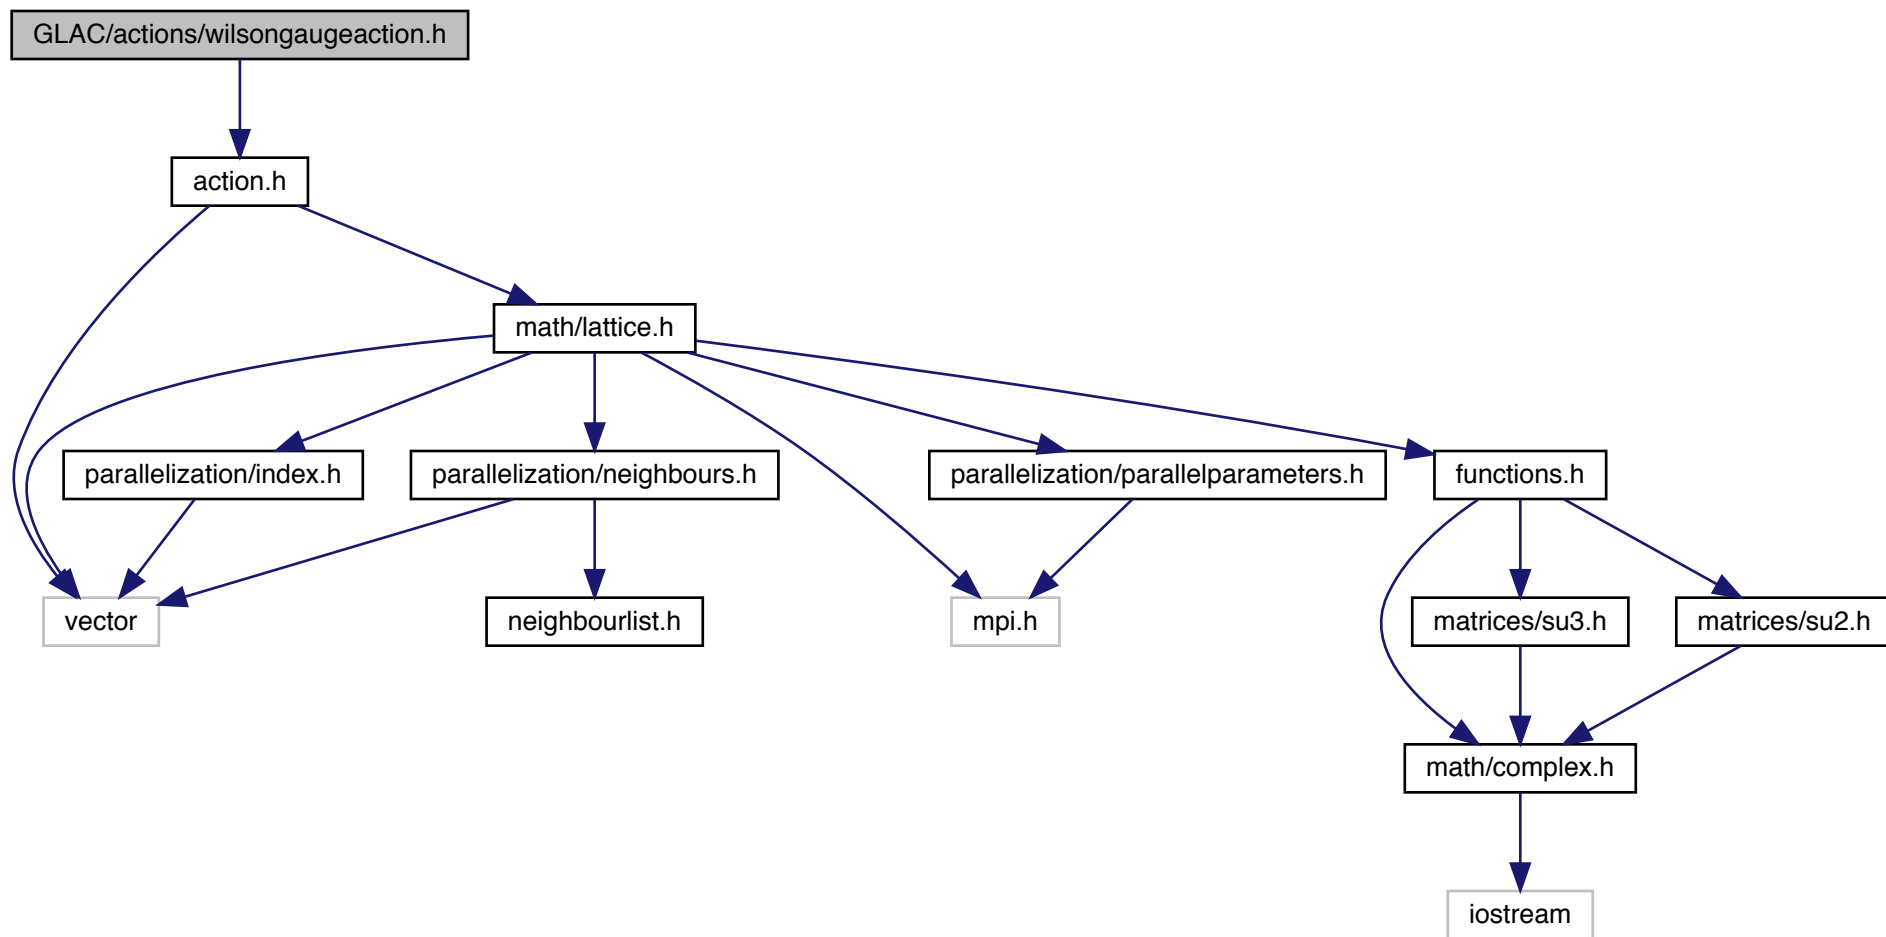 GLAC/actions/wilsongaugeaction.h
action.h
math/lattice.h
parallelization/index.h
parallelization/neighbours.h
parallelization/parallelparameters.h
functions.h
vector
neighbourlist.h
mpi.h
matrices/su3.h
matrices/su2.h
math/complex.h
iostream